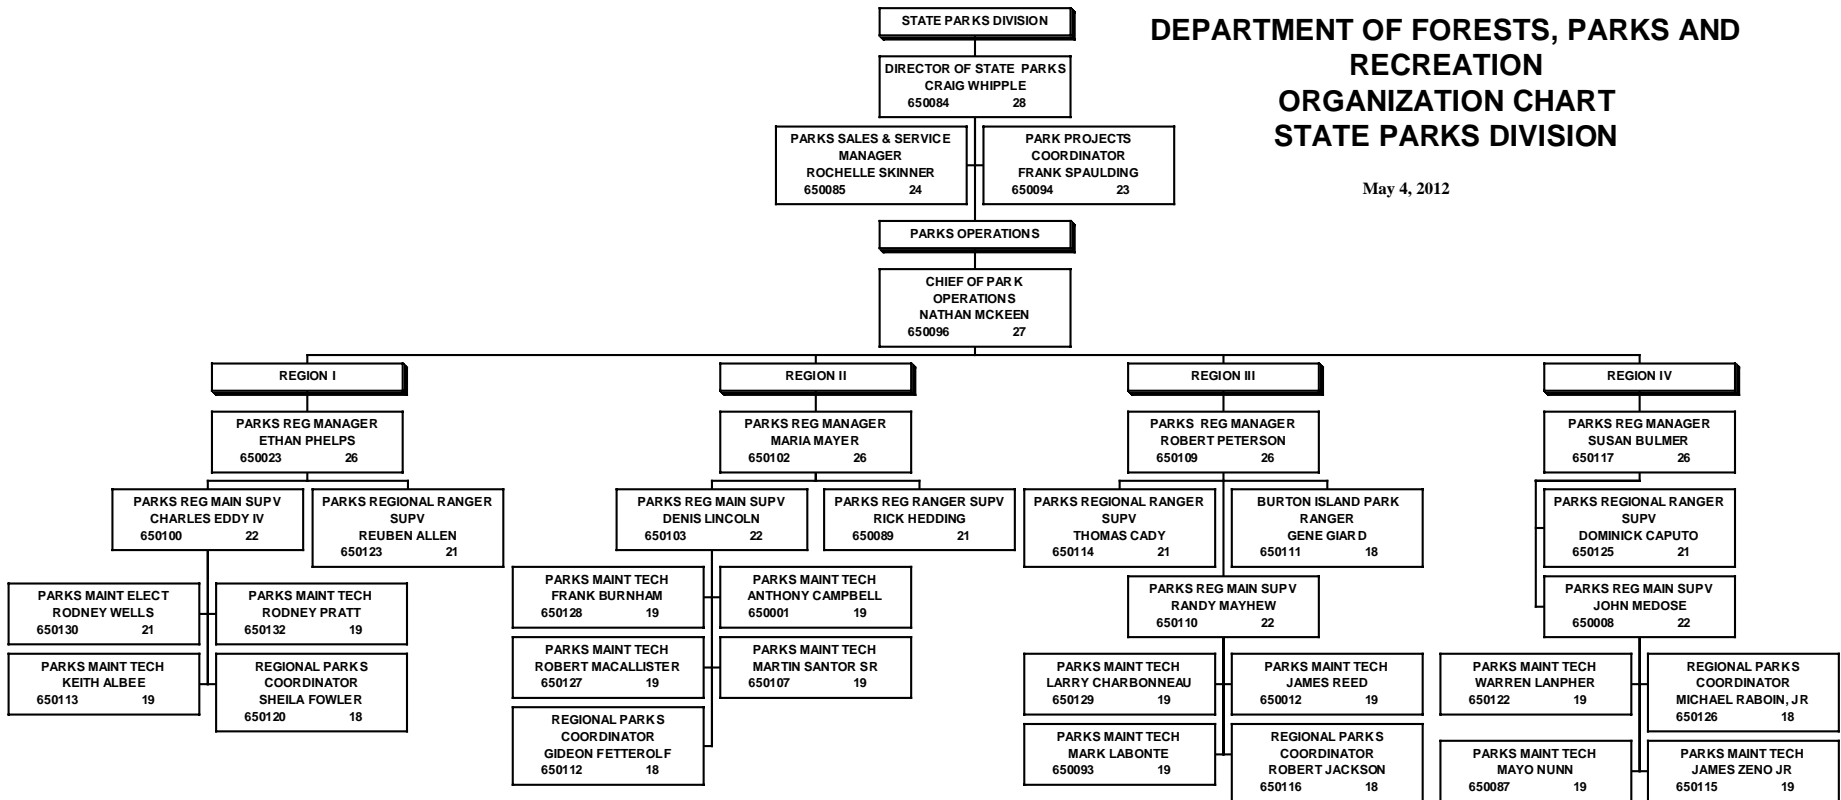 DEPARTMENT OF FORESTS, PARKS AND
RECREATION
ORGANIZATION CHART
STATE PARKS DIVISION
May 4, 2012
STATE PARKS DIVISION
DIRECTOR OF STATE PARKS
CRAIG WHIPPLE
650084 28
PARKS SALES & SERVICE
MANAGER
ROCHELLE SKINNER
650085 24
PARK PROJECTS
COORDINATOR
FRANK SPAULDING
650094 23
PARKS OPERATIONS
CHIEF OF PARK
OPERATIONS
NATHAN MCKEEN
650096 27
REGION I
PARKS REG MANAGER
ETHAN PHELPS
650023 26
PARKS REG MAIN SUPV
CHARLES EDDY IV
650100 22
PARKS REGIONAL RANGER
SUPV
REUBEN ALLEN
650123 21
PARKS MAINT ELECT
RODNEY WELLS
650130 21
PARKS MAINT TECH
RODNEY PRATT
650132 19
PARKS MAINT TECH
KEITH ALBEE
650113 19
REGIONAL PARKS
COORDINATOR
SHEILA FOWLER
650120 18
REGION II
PARKS REG MANAGER
MARIA MAYER
650102 26
PARKS REG MAIN SUPV
DENIS LINCOLN
650103 22
PARKS REG RANGER SUPV
RICK HEDDING
650089 21
PARKS MAINT TECH
FRANK BURNHAM
650128 19
PARKS MAINT TECH
ANTHONY CAMPBELL
650001 19
PARKS MAINT TECH
ROBERT MACALLISTER
650127 19
PARKS MAINT TECH
MARTIN SANTOR SR
650107 19
REGIONAL PARKS
COORDINATOR
GIDEON FETTEROLF
650112 18
REGION III
PARKS REG MANAGER
ROBERT PETERSON
650109 26
PARKS REGIONAL RANGER
SUPV
THOMAS CADY
650114 21
BURTON ISLAND PARK
RANGER
GENE GIARD
650111 18
PARKS REG MAIN SUPV
RANDY MAYHEW
650110 22
PARKS MAINT TECH
LARRY CHARBONNEAU
650129 19
PARKS MAINT TECH
JAMES REED
650012 19
PARKS MAINT TECH
MARK LABONTE
650093 19
REGIONAL PARKS
COORDINATOR
ROBERT JACKSON
650116 18
REGION IV
PARKS REG MANAGER
SUSAN BULMER
650117 26
PARKS REGIONAL RANGER
SUPV
DOMINICK CAPUTO
650125 21
PARKS REG MAIN SUPV
JOHN MEDOSE
650008 22
PARKS MAINT TECH
WARREN LANPHER
650122 19
REGIONAL PARKS
COORDINATOR
MICHAEL RABOIN, JR
650126 18
PARKS MAINT TECH
MAYO NUNN
650087 19
PARKS MAINT TECH
JAMES ZENO JR
650115 19